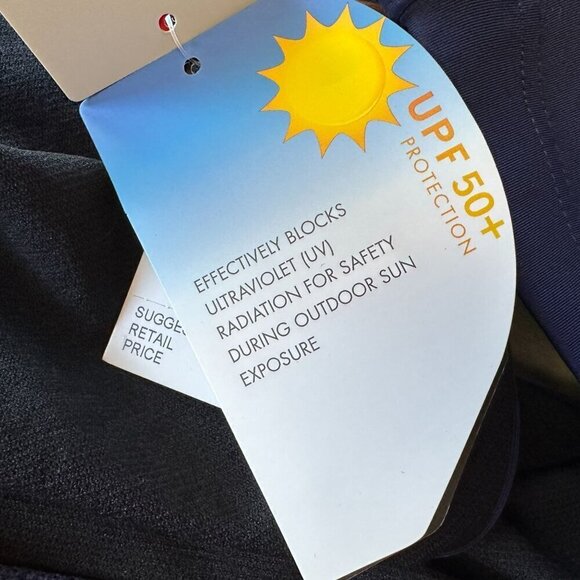 UPF 50+
PROTECTION
EFFECTIVELY BLOCKS
ULTRAVIOLET (UV)
RADIATION FOR SAFETY
DURING OUTDOOR SUN
EXPOSURE
RETAIL
PRICE